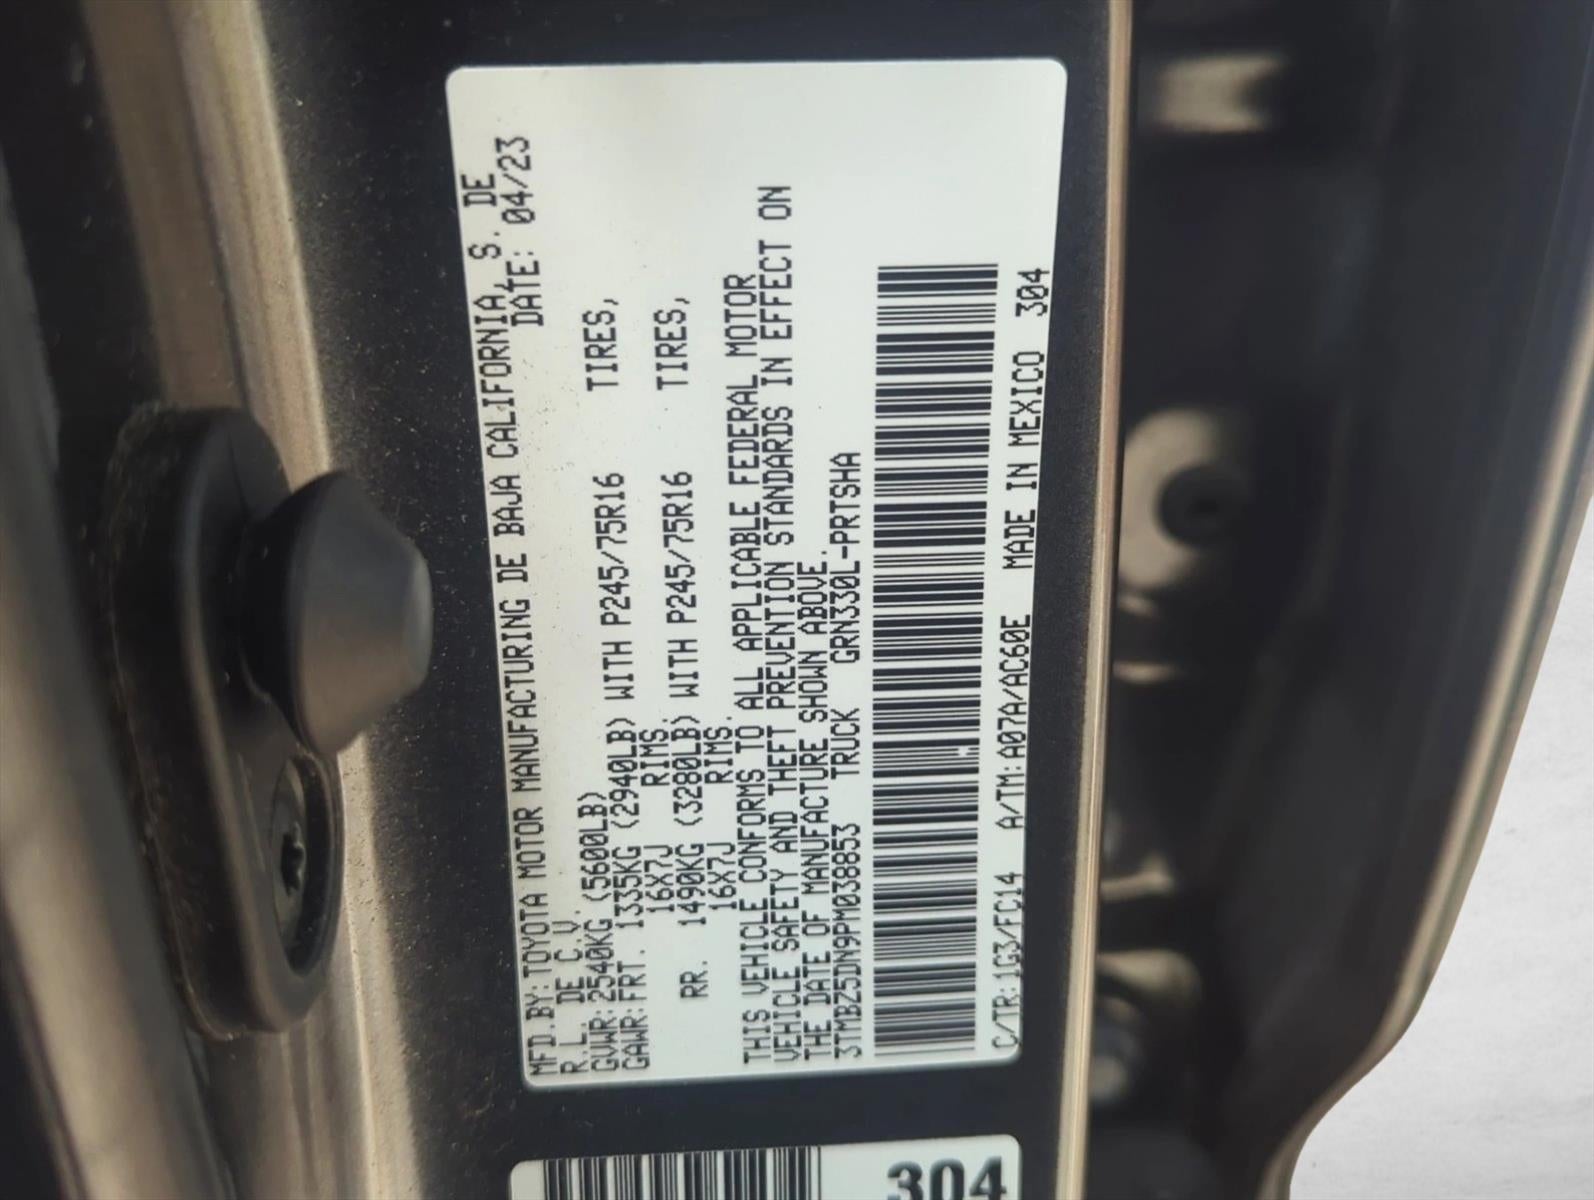 MFD.BY:TOYOTA MOTOR MANUFACTURING DE BAJA CALIFORNIA, S. DE
R.L. DE C.V. DATE: 04/23
GVWR:2540KG (5600LB)
GAWR:FRT. 1335KG (2940LB) WITH P245/75R16 TIRES,
16X7J RIMS.
RR. 1490KG (3280LB) WITH P245/75R16 TIRES,
16X7J RIMS.
THIS VEHICLE CONFORMS TO ALL APPLICABLE FEDERAL MOTOR
VEHICLE SAFETY AND THEFT PREVENTION STANDARDS IN EFFECT ON
THE DATE OF MANUFACTURE SHOWN ABOVE.
3TMBZ5DN9PM038853 TRUCK GRN330L-PRTSHA
C/TR:1G3/FC14 A/TM:A07A/AC60E MADE IN MEXICO 304
304